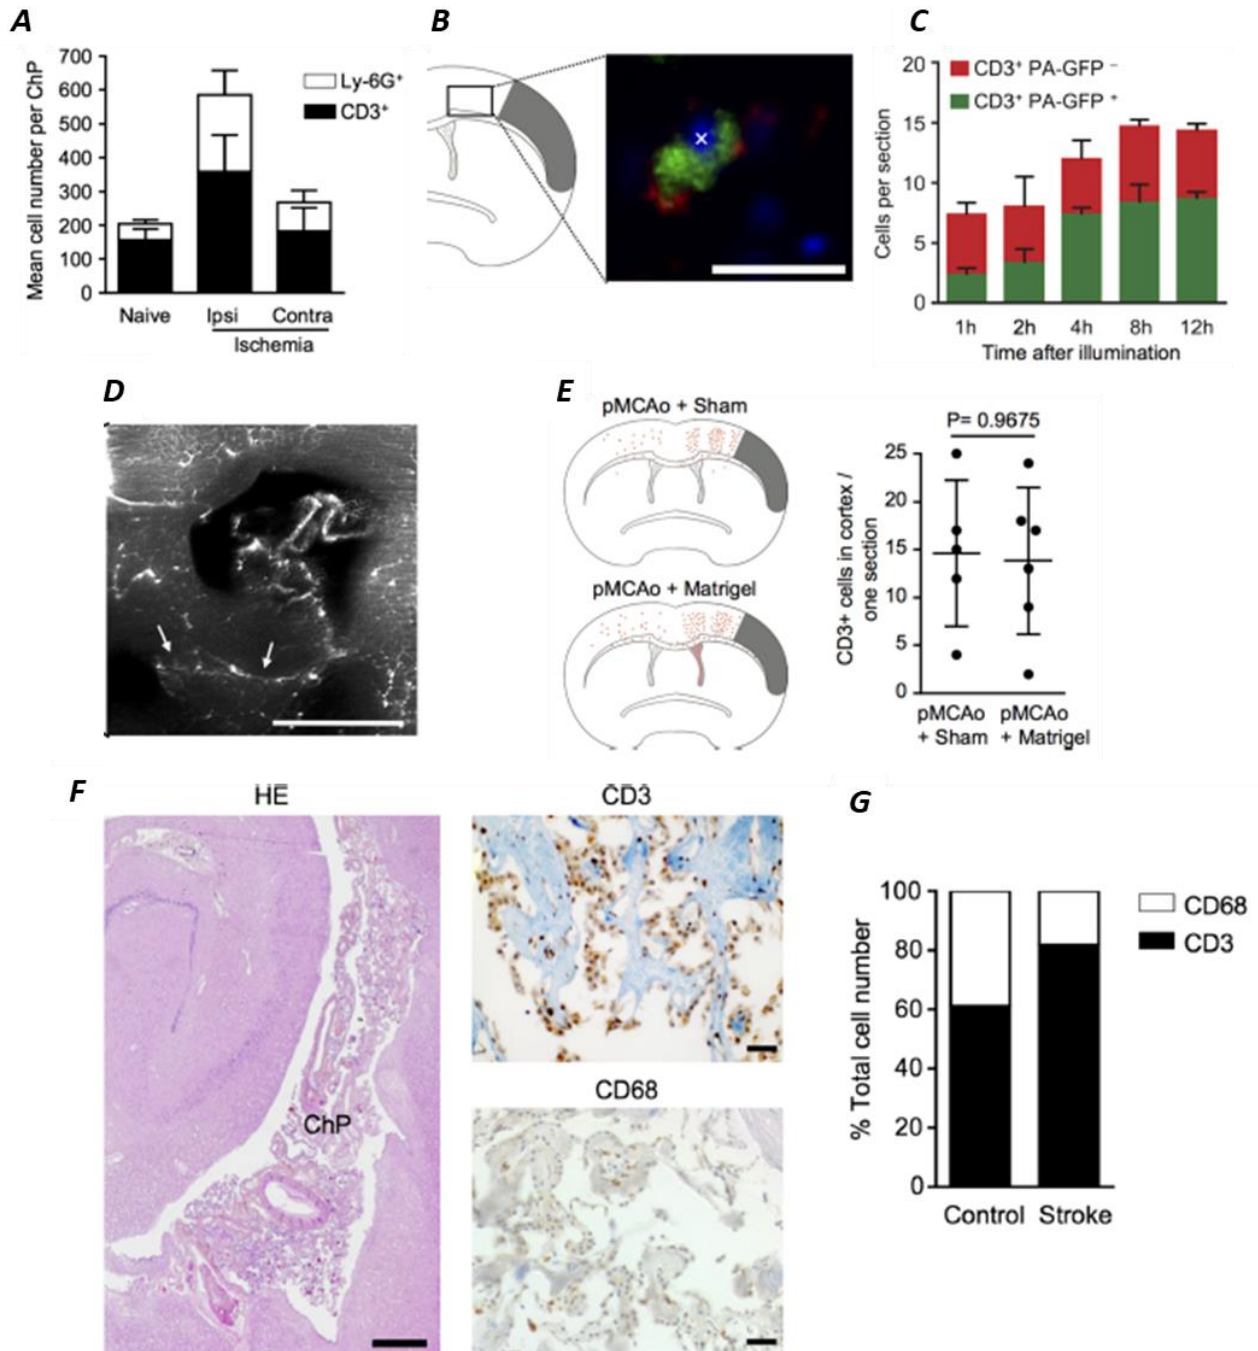 A
Mean cell number per ChP
700
600
500
400
300
200
100
0
Ly-6G⁺
CD3⁺
Naive Ipsi Contra
Ischemia
B
×
C
Cells per section
20
15
10
5
0
CD3⁺ PA-GFP ⁻
CD3⁺ PA-GFP ⁺
1h 2h 4h 8h 12h
Time after illumination
D
E
pMCAo + Sham
pMCAo + Matrigel
P= 0.9675
CD3+ cells in cortex /
one section
25
20
15
10
5
0
pMCAo pMCAo
+ Sham + Matrigel
F
HE
ChP
CD3
CD68
G
% Total cell number
100
80
60
40
20
0
CD68
CD3
Control Stroke